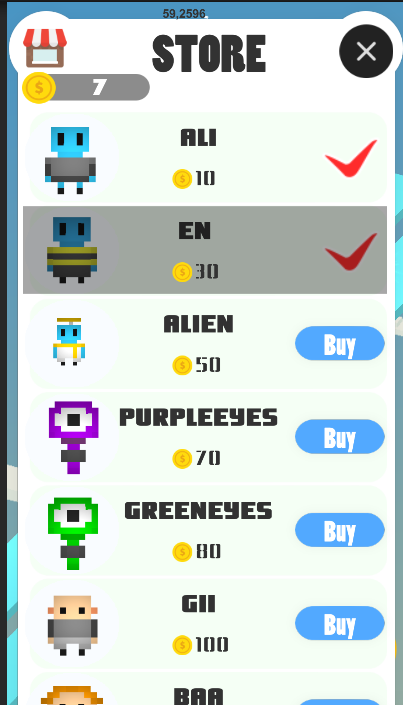 59,2596
STORE
7
ALI
10
EN
30
ALIEN
50
Buy
PURPLEEYES
70
Buy
GREENEYES
80
Buy
GII
100
Buy
BAA